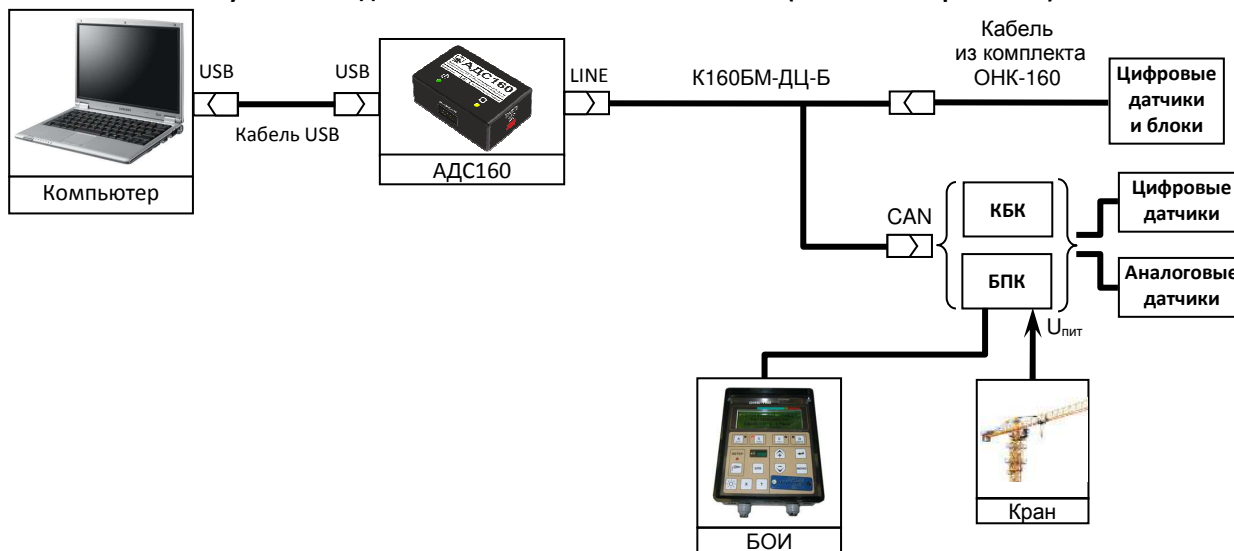 Кабель
из комплекта
ОНК-160
USB
USB
LINE
К160БМ-ДЦ-Б
Цифровые
датчики
и блоки
Кабель USB
АДС160
АДС160
Компьютер
Цифровые
датчики
CAN
КБК
БПК
Аналоговые
датчики
Uпит
Кран
БОИ